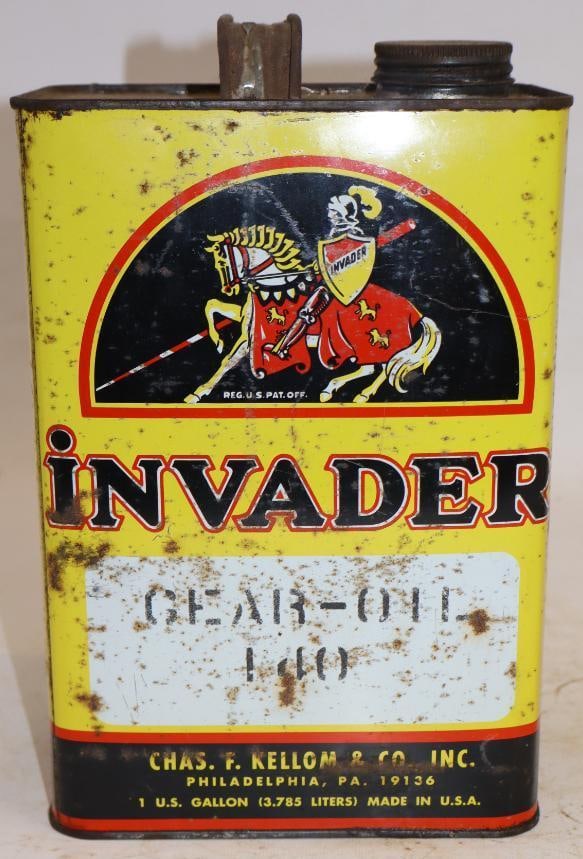 INVADER
REG. U.S. PAT. OFF.
iNVADER
GEAR-OIL
140
CHAS. F. KELLOM & CO., INC.
PHILADELPHIA, PA. 19136
1 U.S. GALLON (3.785 LITERS) MADE IN U.S.A.